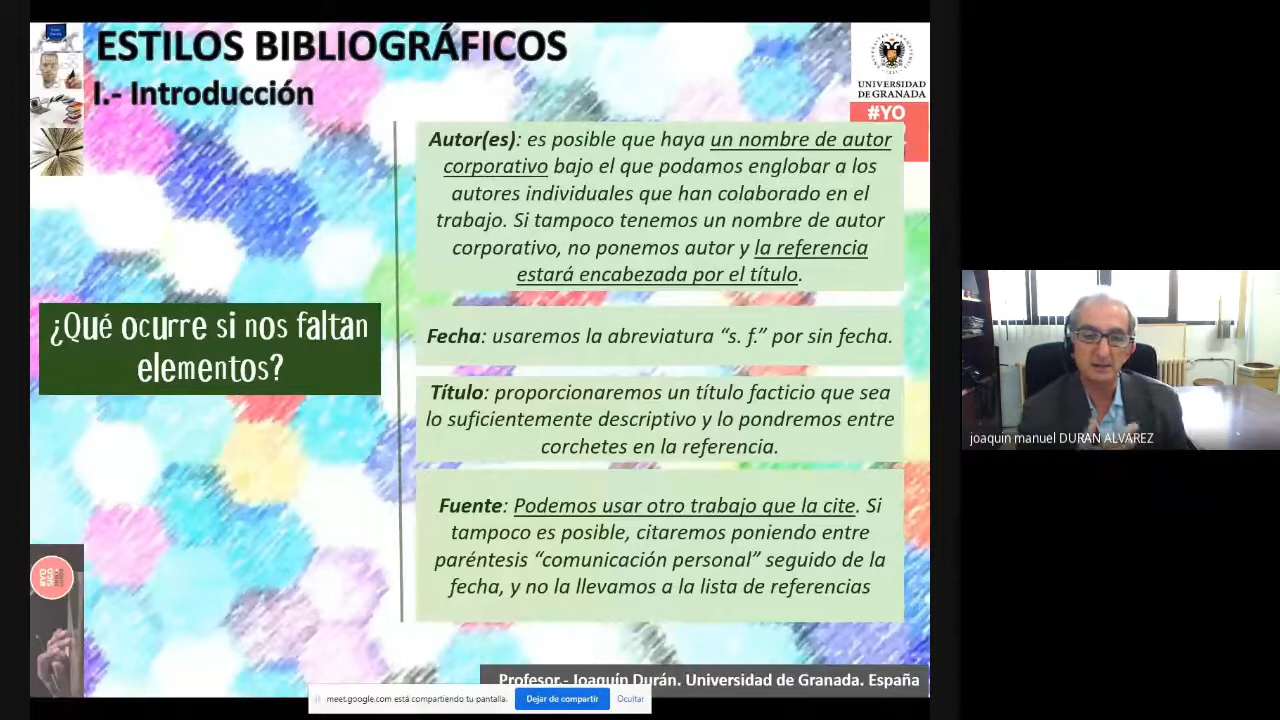 ESTILOS BIBLIOGRÁFICOS
I.- Introducción
UNIVERSIDAD
DE GRANADA
#YO
¿Qué ocurre si nos faltan
elementos?
Autor(es): es posible que haya un nombre de autor
corporativo bajo el que podamos englobar a los
autores individuales que han colaborado en el
trabajo. Si tampoco tenemos un nombre de autor
corporativo, no ponemos autor y la referencia
estará encabezada por el título.
Fecha: usaremos la abreviatura “s. f.” por sin fecha.
Título: proporcionaremos un título facticio que sea
lo suficientemente descriptivo y lo pondremos entre
corchetes en la referencia.
Fuente: Podemos usar otro trabajo que la cite. Si
tampoco es posible, citaremos poniendo entre
paréntesis “comunicación personal” seguido de la
fecha, y no la llevamos a la lista de referencias
joaquin manuel DURAN ALVAREZ
Profesor.- Joaquín Durán. Universidad de Granada. España
meet.google.com está compartiendo tu pantalla.
Dejar de compartir
Ocultar